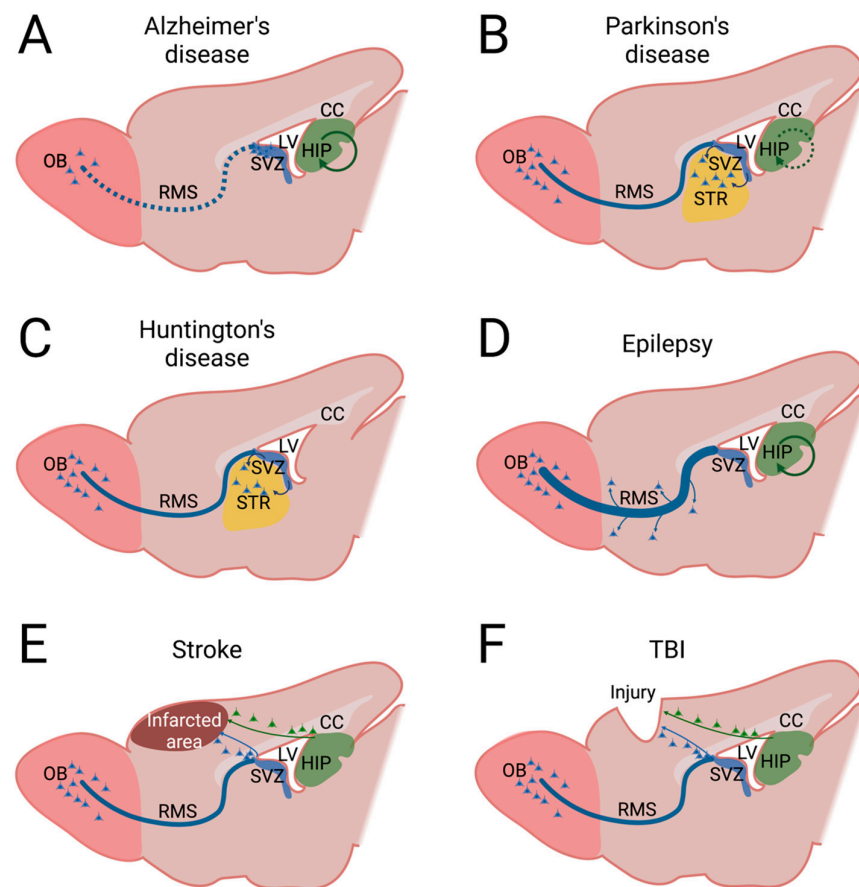 A
Alzheimer's
disease
CC
LV
OB
HIP
SVZ
RMS
B
Parkinson's
disease
CC
LV
OB
HIP
SVZ
RMS
STR
C
Huntington's
disease
CC
LV
OB
SVZ
RMS
STR
D
Epilepsy
CC
LV
OB
HIP
SVZ
RMS
E
Stroke
Infarcted
area
CC
LV
HIP
OB
SVZ
RMS
F
TBI
Injury
CC
LV
HIP
OB
SVZ
RMS